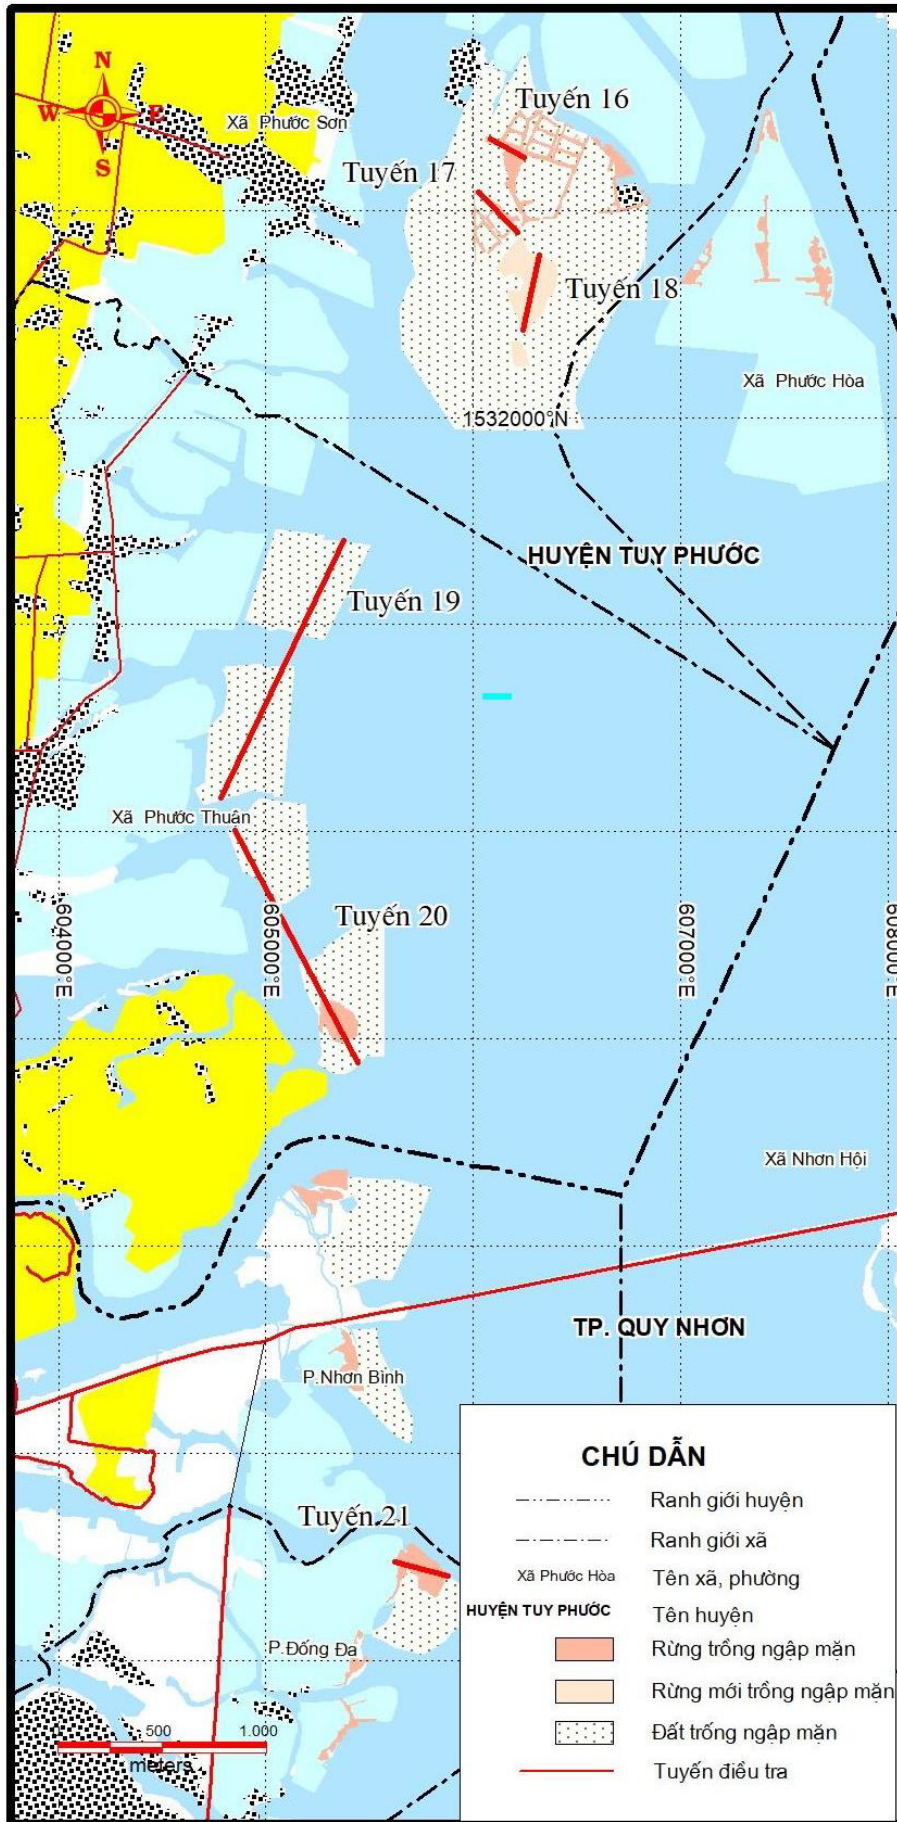 N
W E
S
Xã Phước Sơn
Tuyến 16
Tuyến 17
Tuyến 18
Xã Phước Hòa
1532000°N
HUYỆN TUY PHƯỚC
Tuyến 19
Xã Phước Thuận
Tuyến 20
604000°E
605000°E
607000°E
608000°E
Xã Nhơn Hội
TP. QUY NHƠN
P.Nhơn Bình
Tuyến 21
P.Đống Đa
0 500 1.000
meters
CHÚ DẪN
Ranh giới huyện
Ranh giới xã
Xã Phước Hòa Tên xã, phường
HUYỆN TUY PHƯỚC Tên huyện
Rừng trồng ngập mặn
Rừng mới trồng ngập mặn
Đất trống ngập mặn
Tuyến điều tra